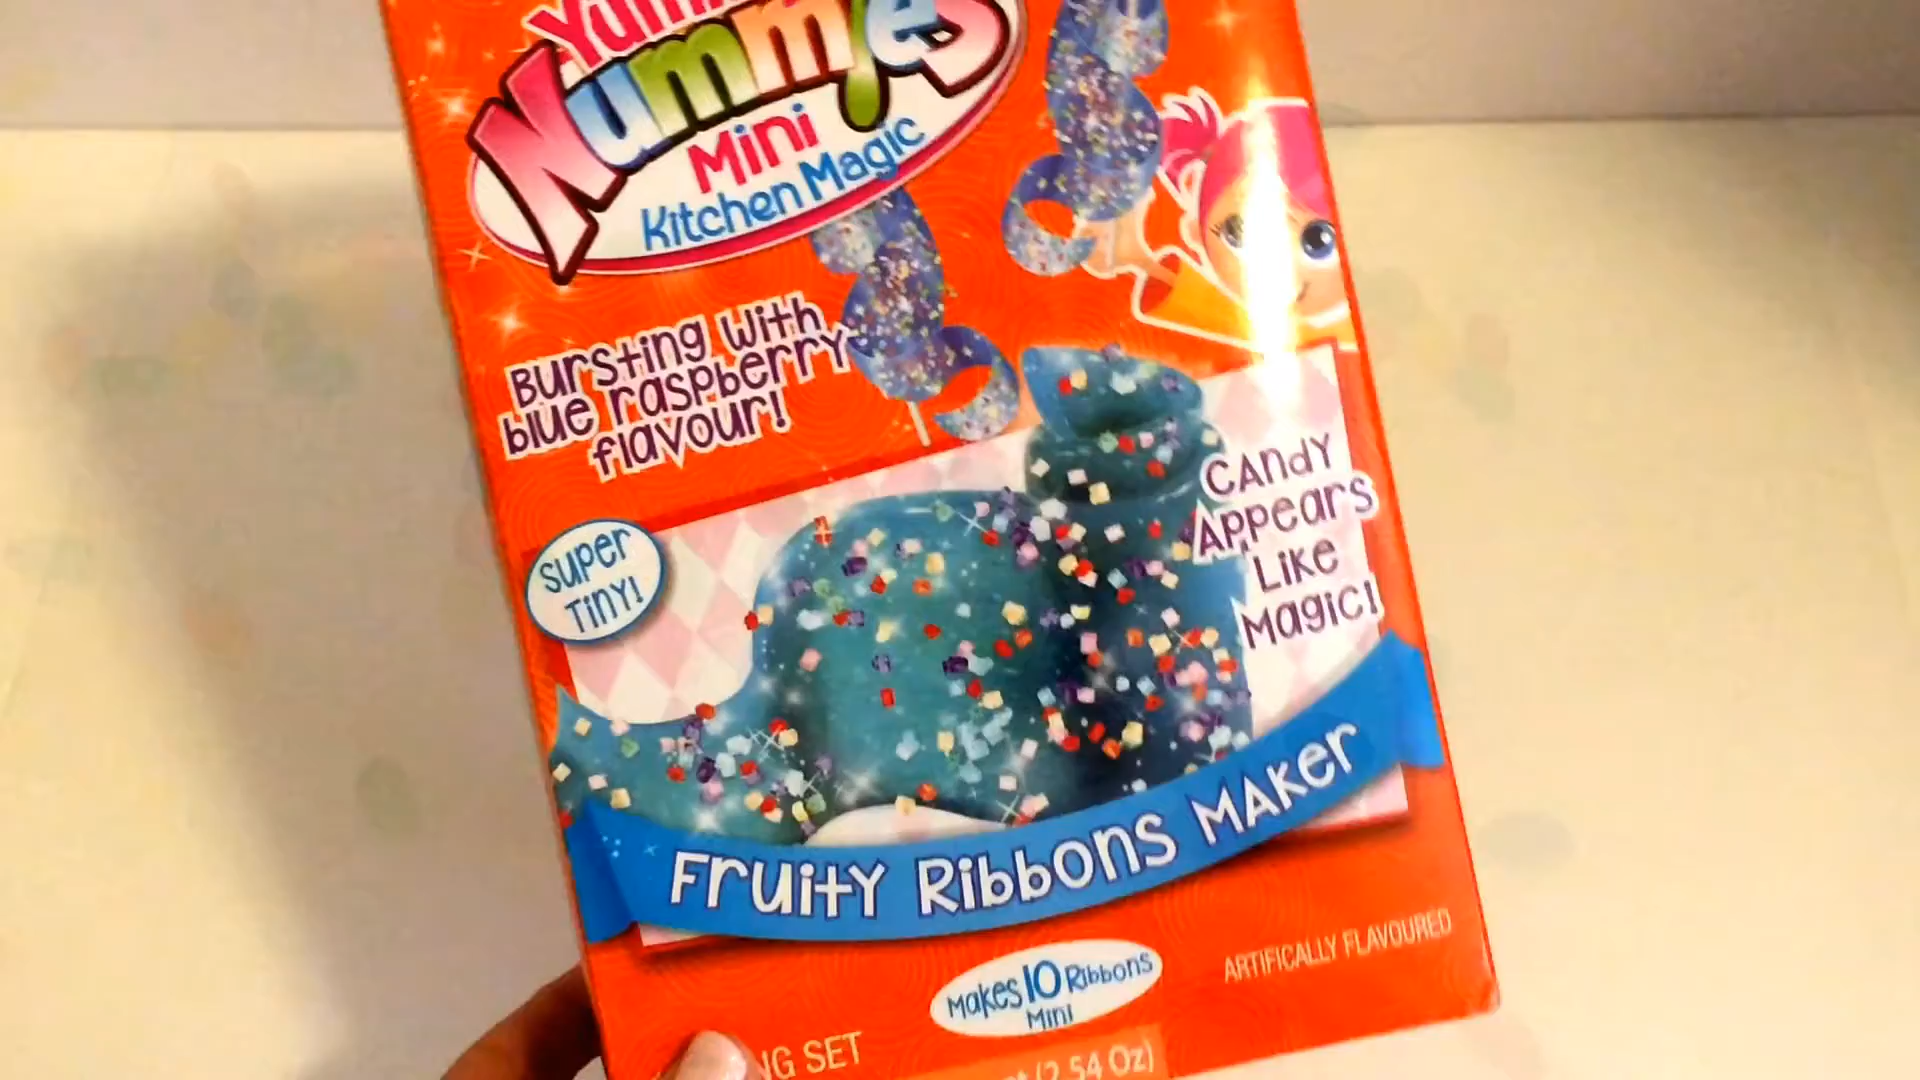 Nummies
Mini
Kitchen Magic
Bursting with
blue raspberry
flavour!
SUPER
TiNY!
CANdY
APPears
Like
Magic!
Fruity Ribbons Maker
Makes 10 Ribbons
Mini
ARTIFICALLY FLAVOURED
SET
(2.54 Oz)